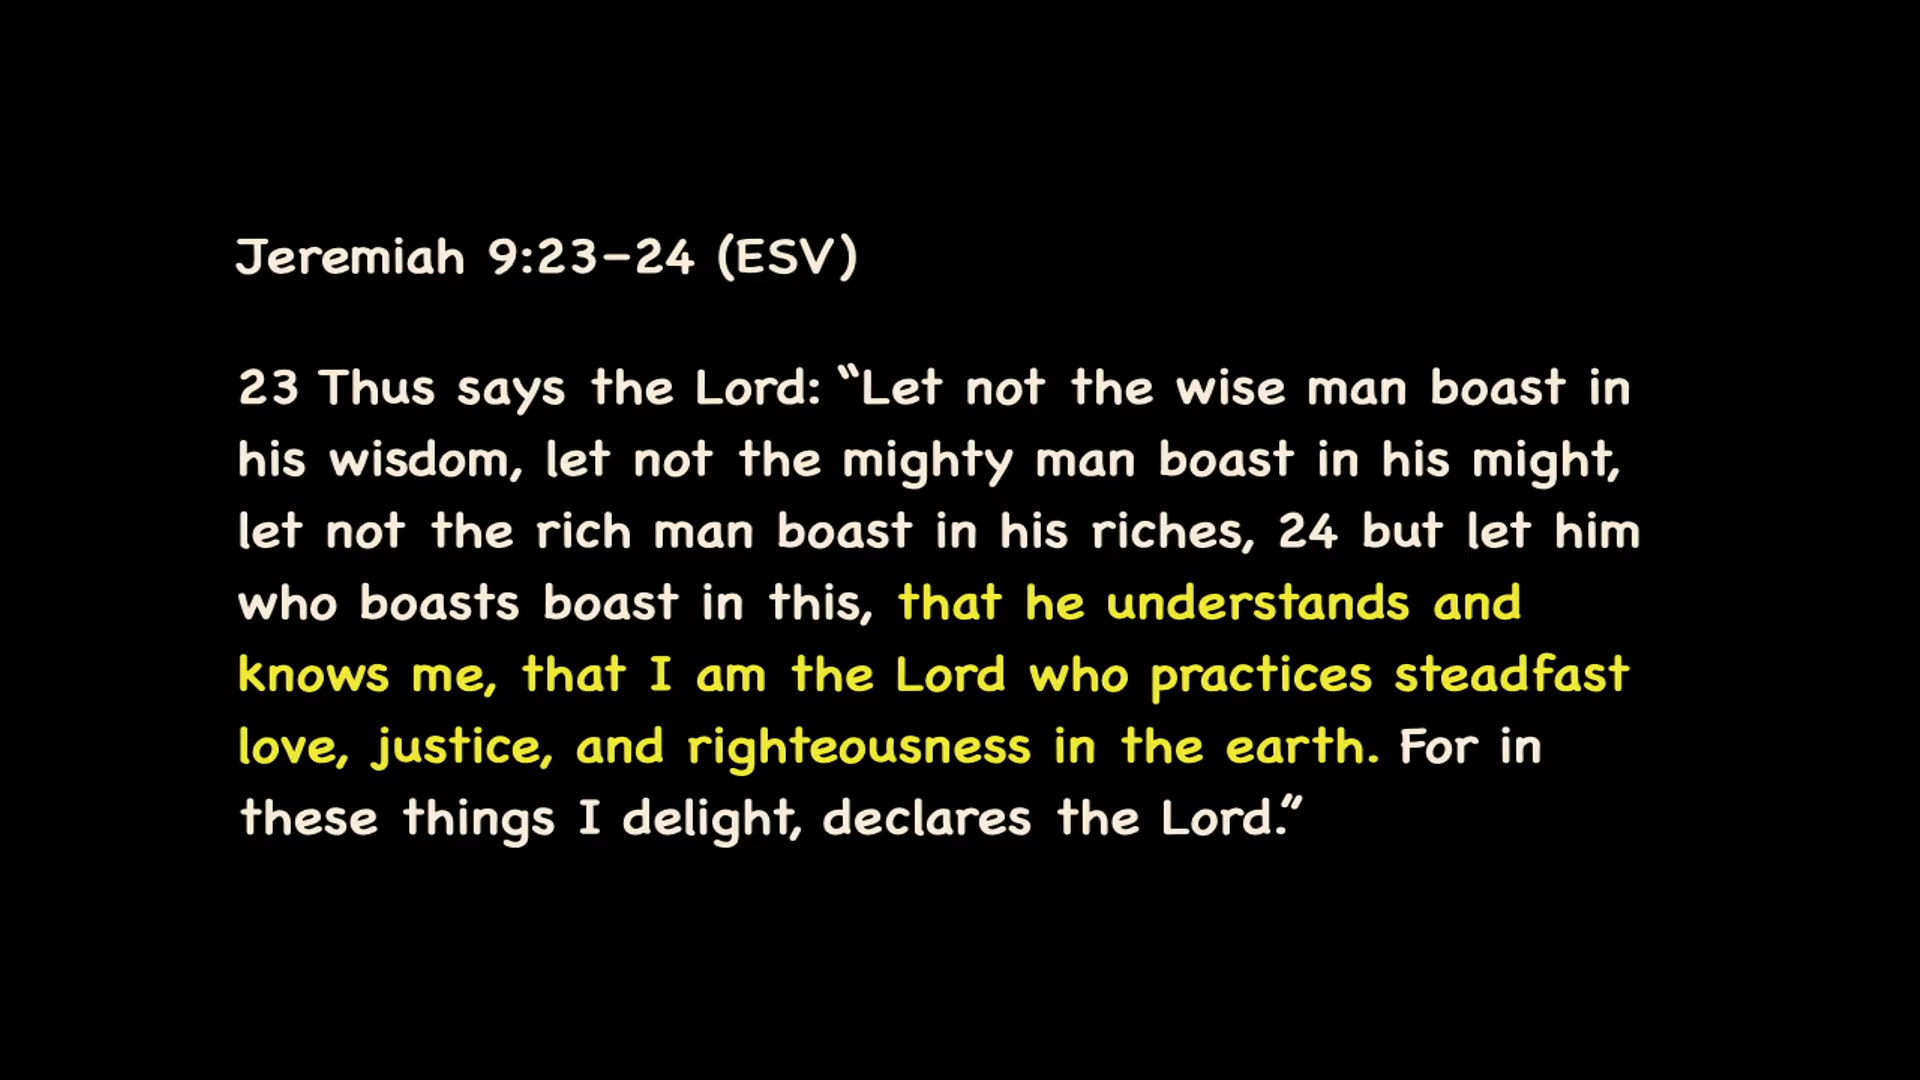 Jeremiah 9:23–24 (ESV)
23 Thus says the Lord: “Let not the wise man boast in
his wisdom, let not the mighty man boast in his might,
let not the rich man boast in his riches, 24 but let him
who boasts boast in this, that he understands and
knows me, that I am the Lord who practices steadfast
love, justice, and righteousness in the earth. For in
these things I delight, declares the Lord.”